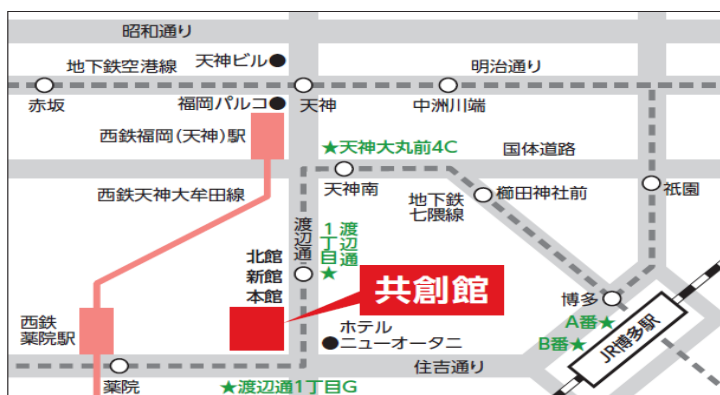 昭和通り
地下鉄空港線
天神ビル●
明治通り
赤坂
福岡パルコ●
天神
中洲川端
西鉄福岡(天神)駅
★天神大丸前4C
国体道路
西鉄天神大牟田線
天神南
地下鉄
七隈線
櫛田神社前
祇園
渡辺通
渡辺通
1丁目
★
北館
新館
本館
共創館
博多
A番★
B番★
JR博多駅
西鉄
薬院駅
ホテル
●ニューオータニ
住吉通り
薬院
★渡辺通1丁目G